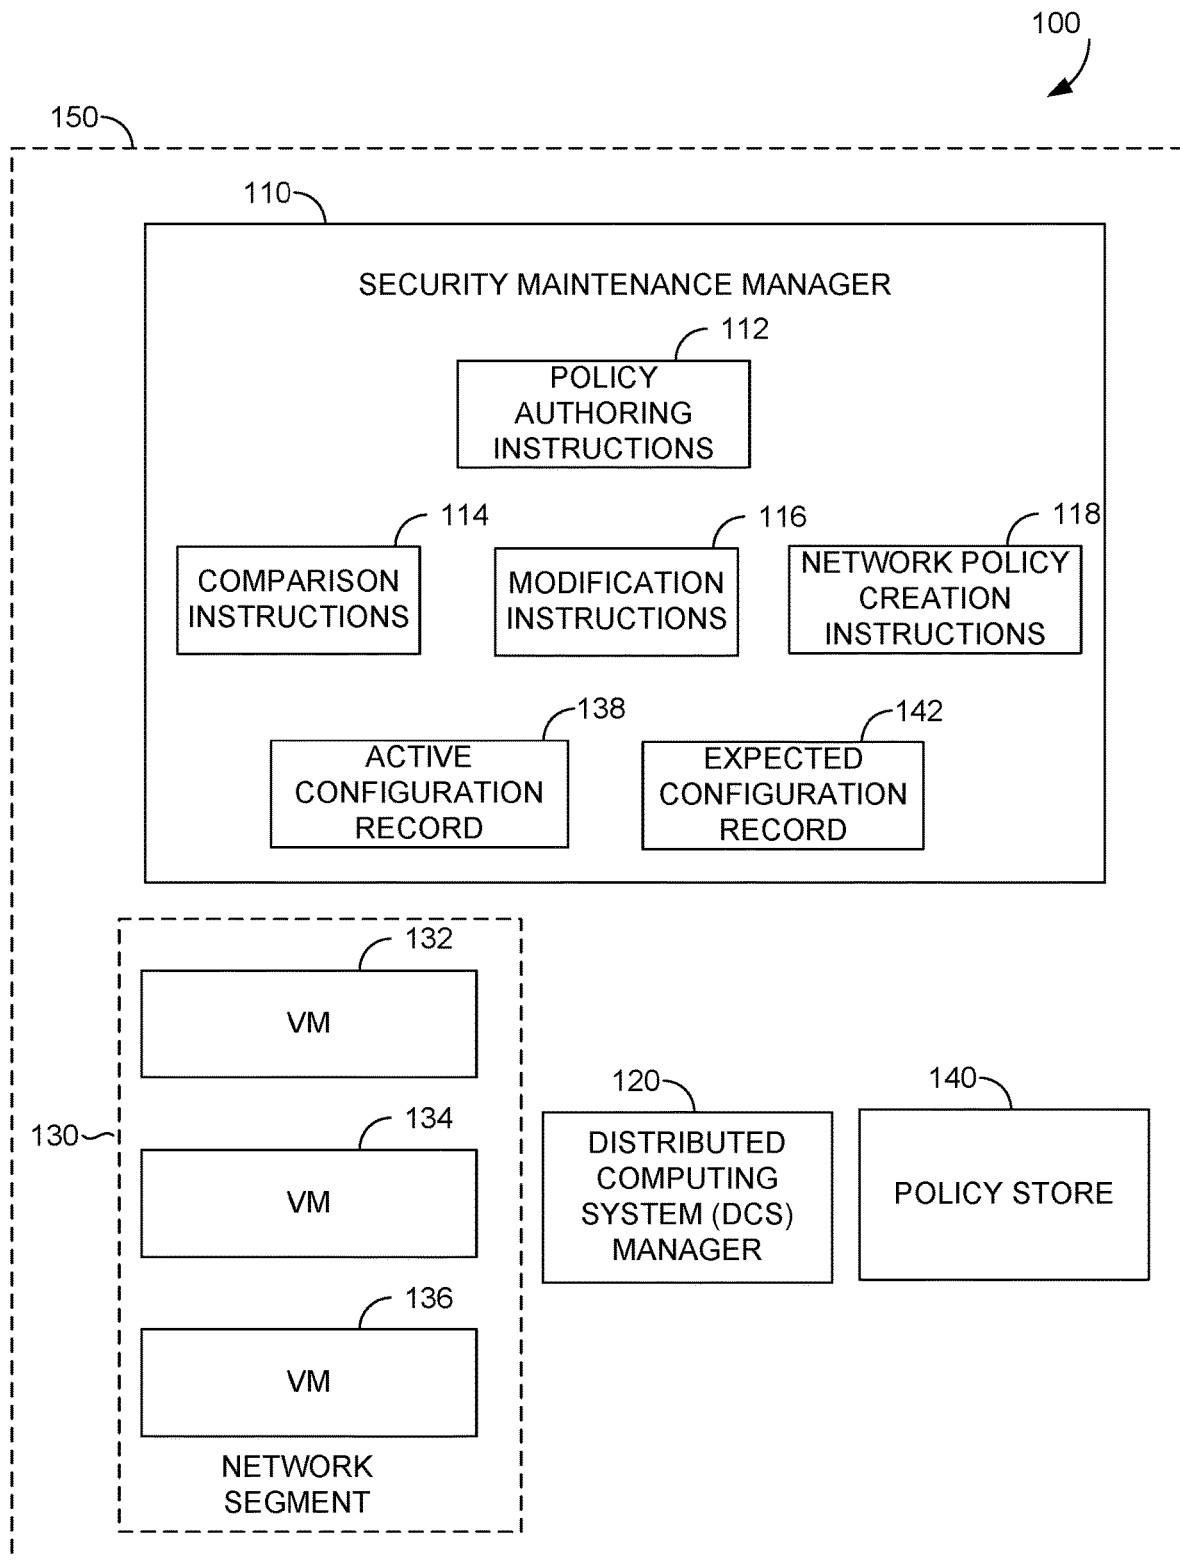 100
150
110
SECURITY MAINTENANCE MANAGER
112
POLICY
AUTHORING
INSTRUCTIONS
114
COMPARISON
INSTRUCTIONS
116
MODIFICATION
INSTRUCTIONS
118
NETWORK POLICY
CREATION
INSTRUCTIONS
138
ACTIVE
CONFIGURATION
RECORD
142
EXPECTED
CONFIGURATION
RECORD
130
132
VM
134
VM
136
VM
NETWORK
SEGMENT
120
DISTRIBUTED
COMPUTING
SYSTEM (DCS)
MANAGER
140
POLICY STORE